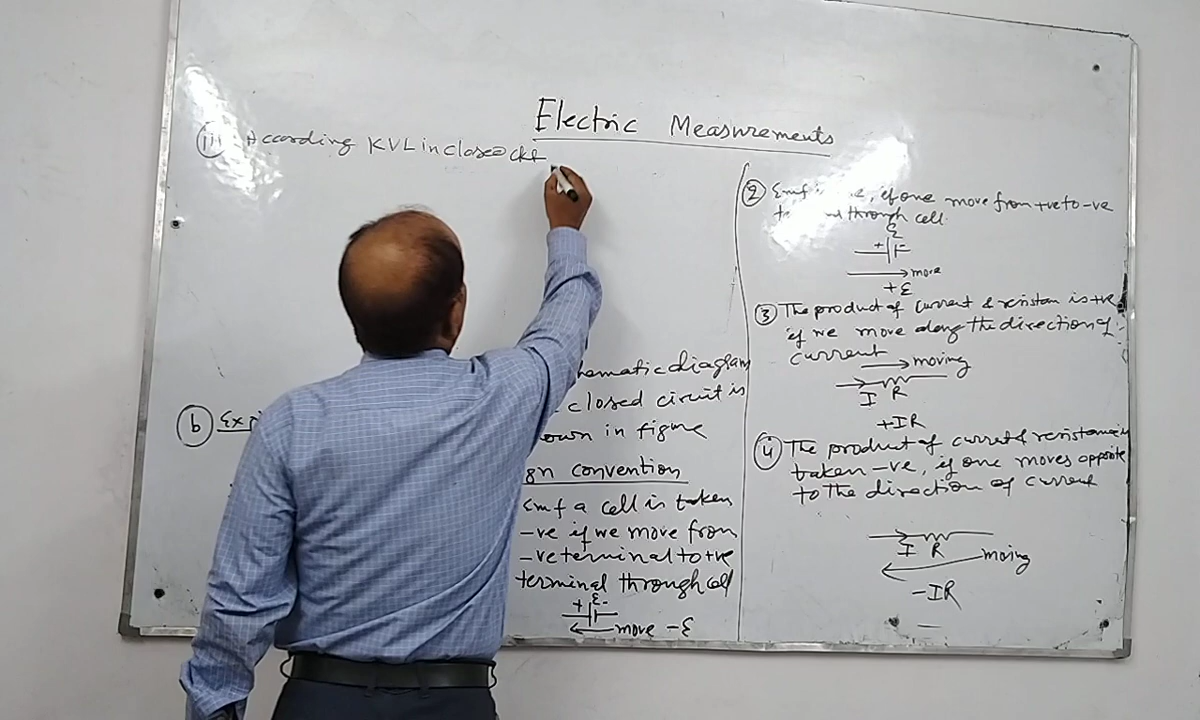 Electric Measurements
(iii) According KVL in closed ckt
(b)
hematic diagram
closed circuit is
own in figure
gn convention
Emf a cell is taken
-ve if we move from
-ve terminal to +ve
terminal through cell
+ ε -
move -ε
(2) Emf ve, if one move from +ve to -ve
through cell.
ε
+ -
move
+ε
(3) The product of current & resistan is +ve
if we move along the direction of
current
moving
I R
+IR
(4) The product of current & resistance is
taken -ve, if one moves opposite
to the direction of current
I R
moving
-IR